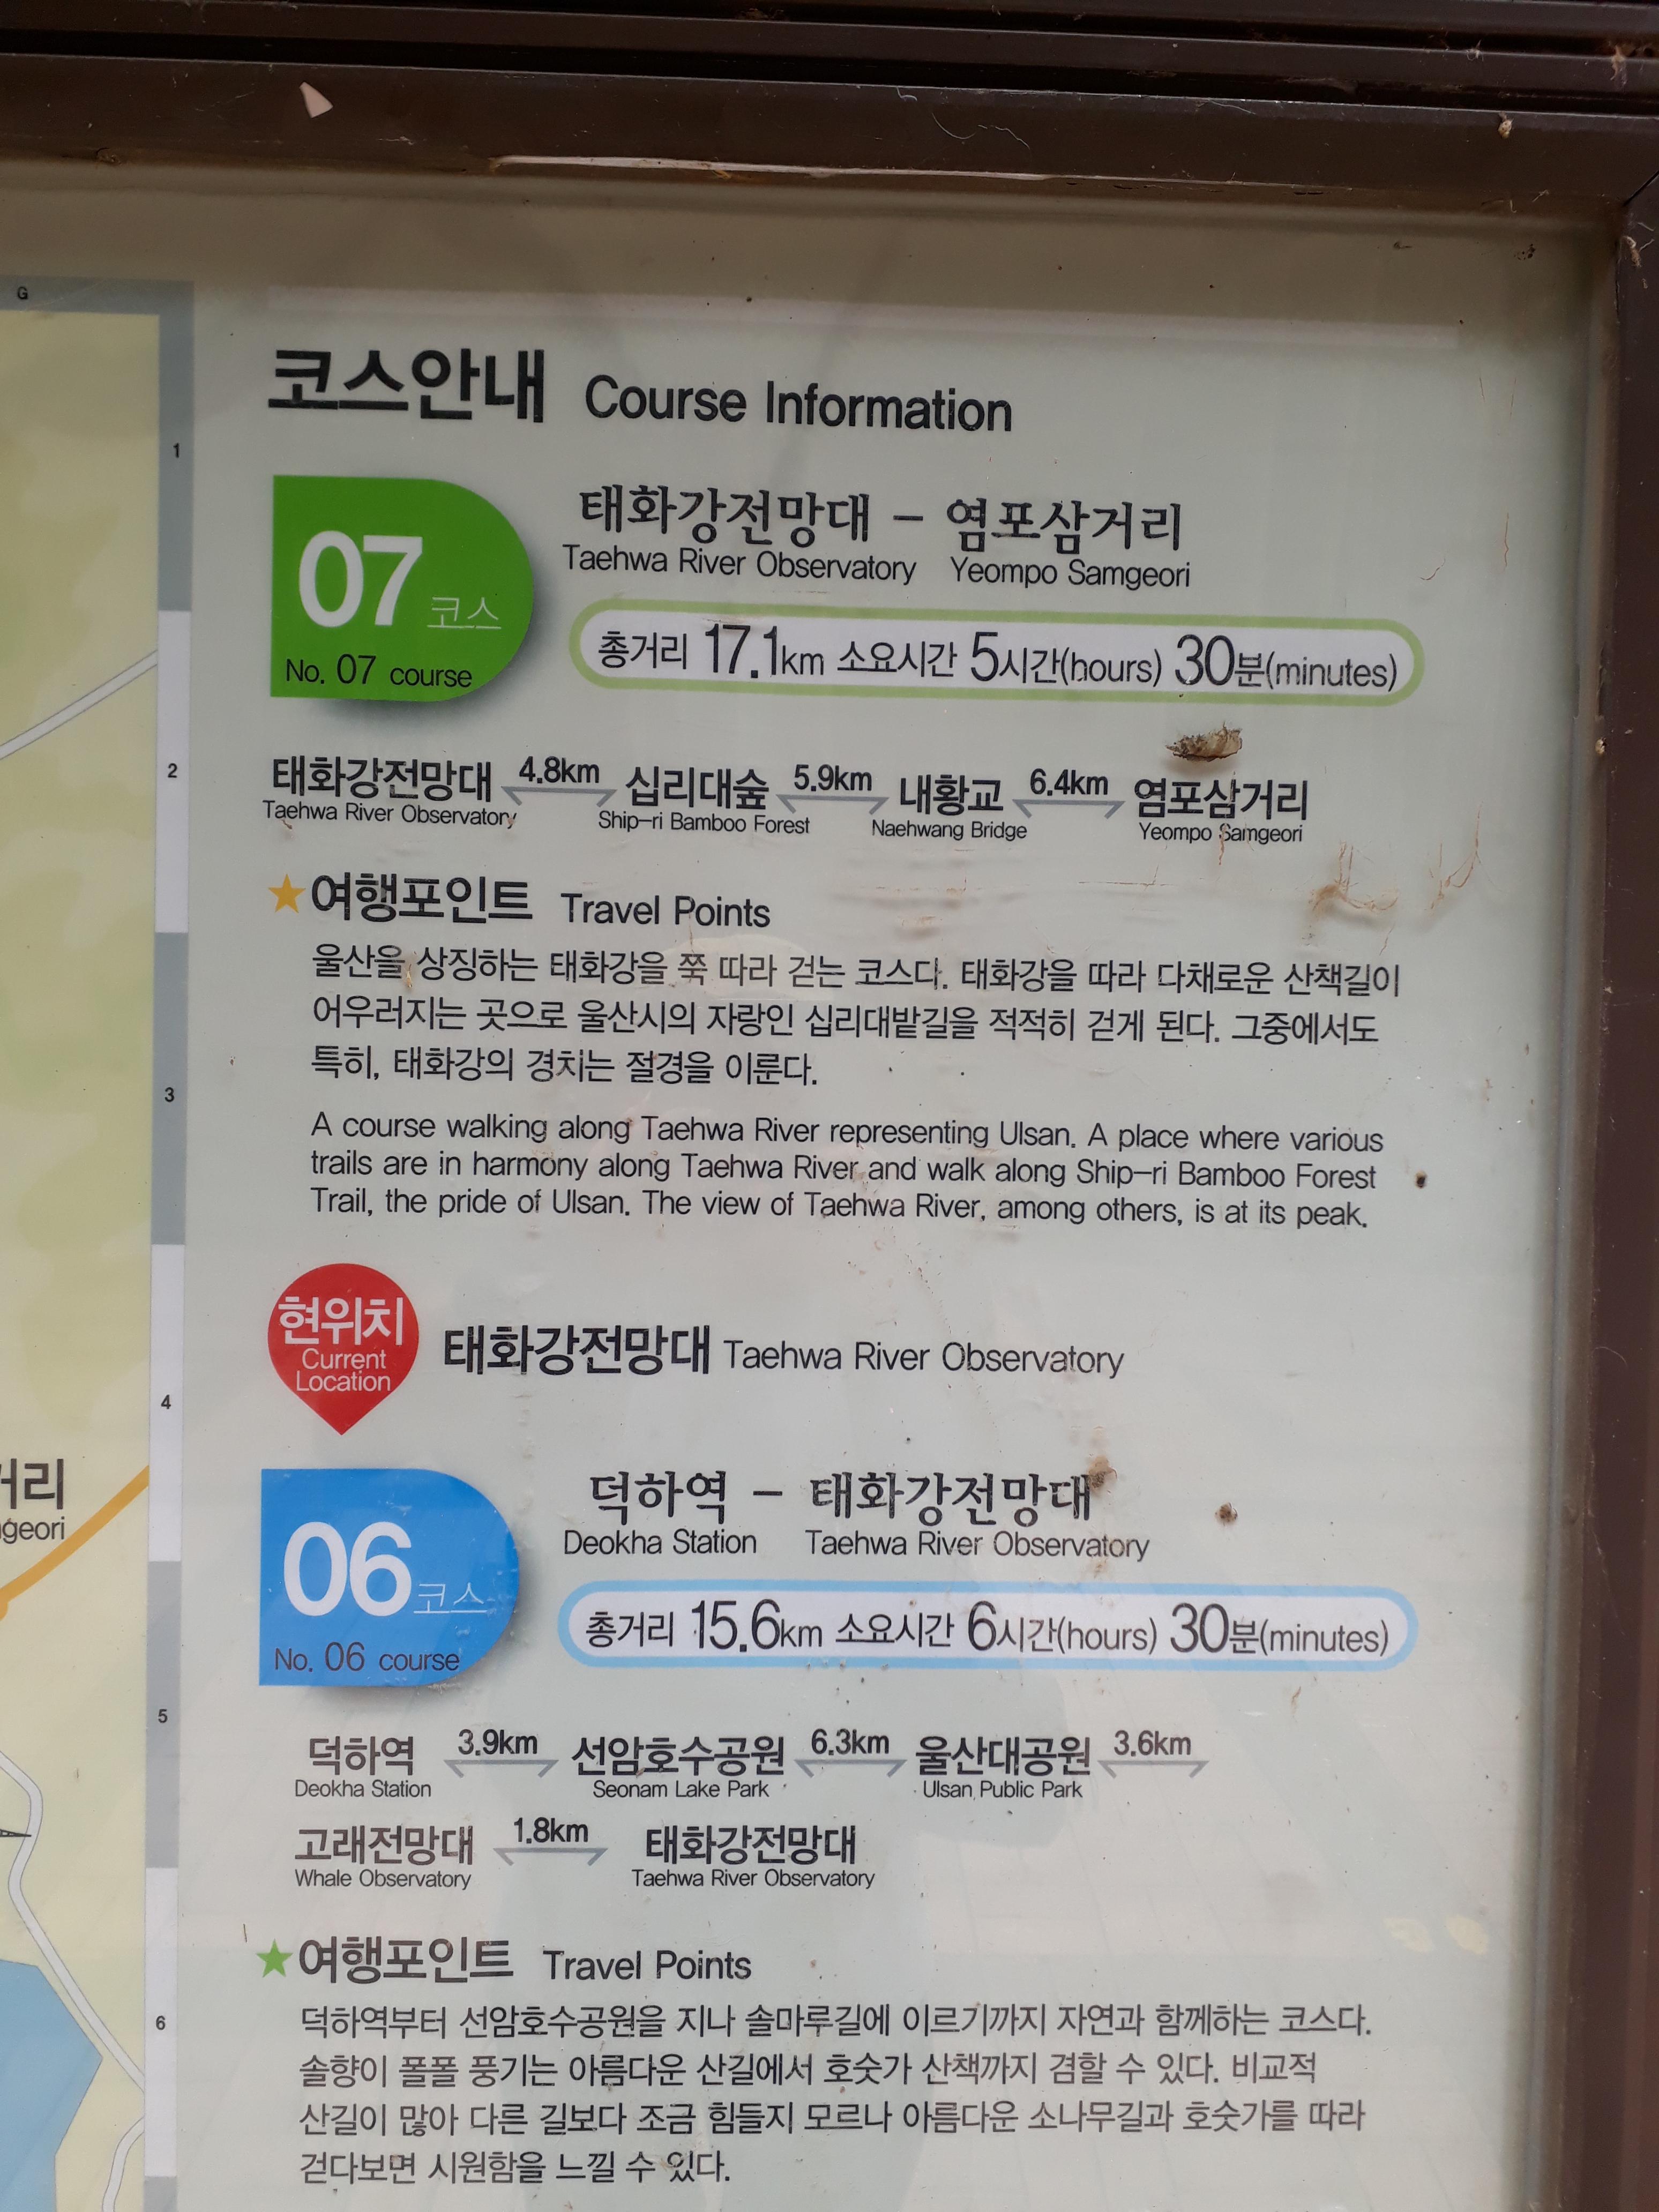 G
코스안내 Course Information
1
07 코스
No. 07 course
태화강전망대 – 염포삼거리
Taehwa River Observatory Yeompo Samgeori
총거리 17.1km 소요시간 5시간(hours) 30분(minutes)
2
태화강전망대 4.8km 십리대숲 5.9km 내황교 6.4km 염포삼거리
Taehwa River Observatory Ship-ri Bamboo Forest Naehwang Bridge Yeompo Samgeori
★여행포인트 Travel Points
울산을 상징하는 태화강을 쭉 따라 걷는 코스다. 태화강을 따라 다채로운 산책길이
어우러지는 곳으로 울산시의 자랑인 십리대밭길을 적적히 걷게 된다. 그중에서도
특히, 태화강의 경치는 절경을 이룬다.
3
A course walking along Taehwa River representing Ulsan. A place where various
trails are in harmony along Taehwa River and walk along Ship-ri Bamboo Forest
Trail, the pride of Ulsan. The view of Taehwa River, among others, is at its peak.
현위치
Current
Location
태화강전망대 Taehwa River Observatory
4
거리
geori
06 코스
No. 06 course
덕하역 – 태화강전망대
Deokha Station Taehwa River Observatory
총거리 15.6km 소요시간 6시간(hours) 30분(minutes)
5
덕하역 3.9km 선암호수공원 6.3km 울산대공원 3.6km
Deokha Station Seonam Lake Park Ulsan Public Park
고래전망대 1.8km 태화강전망대
Whale Observatory Taehwa River Observatory
★여행포인트 Travel Points
6
덕하역부터 선암호수공원을 지나 솔마루길에 이르기까지 자연과 함께하는 코스다.
솔향이 폴폴 풍기는 아름다운 산길에서 호숫가 산책까지 겸할 수 있다. 비교적
산길이 많아 다른 길보다 조금 힘들지 모르나 아름다운 소나무길과 호숫가를 따라
걷다보면 시원함을 느낄 수 있다.